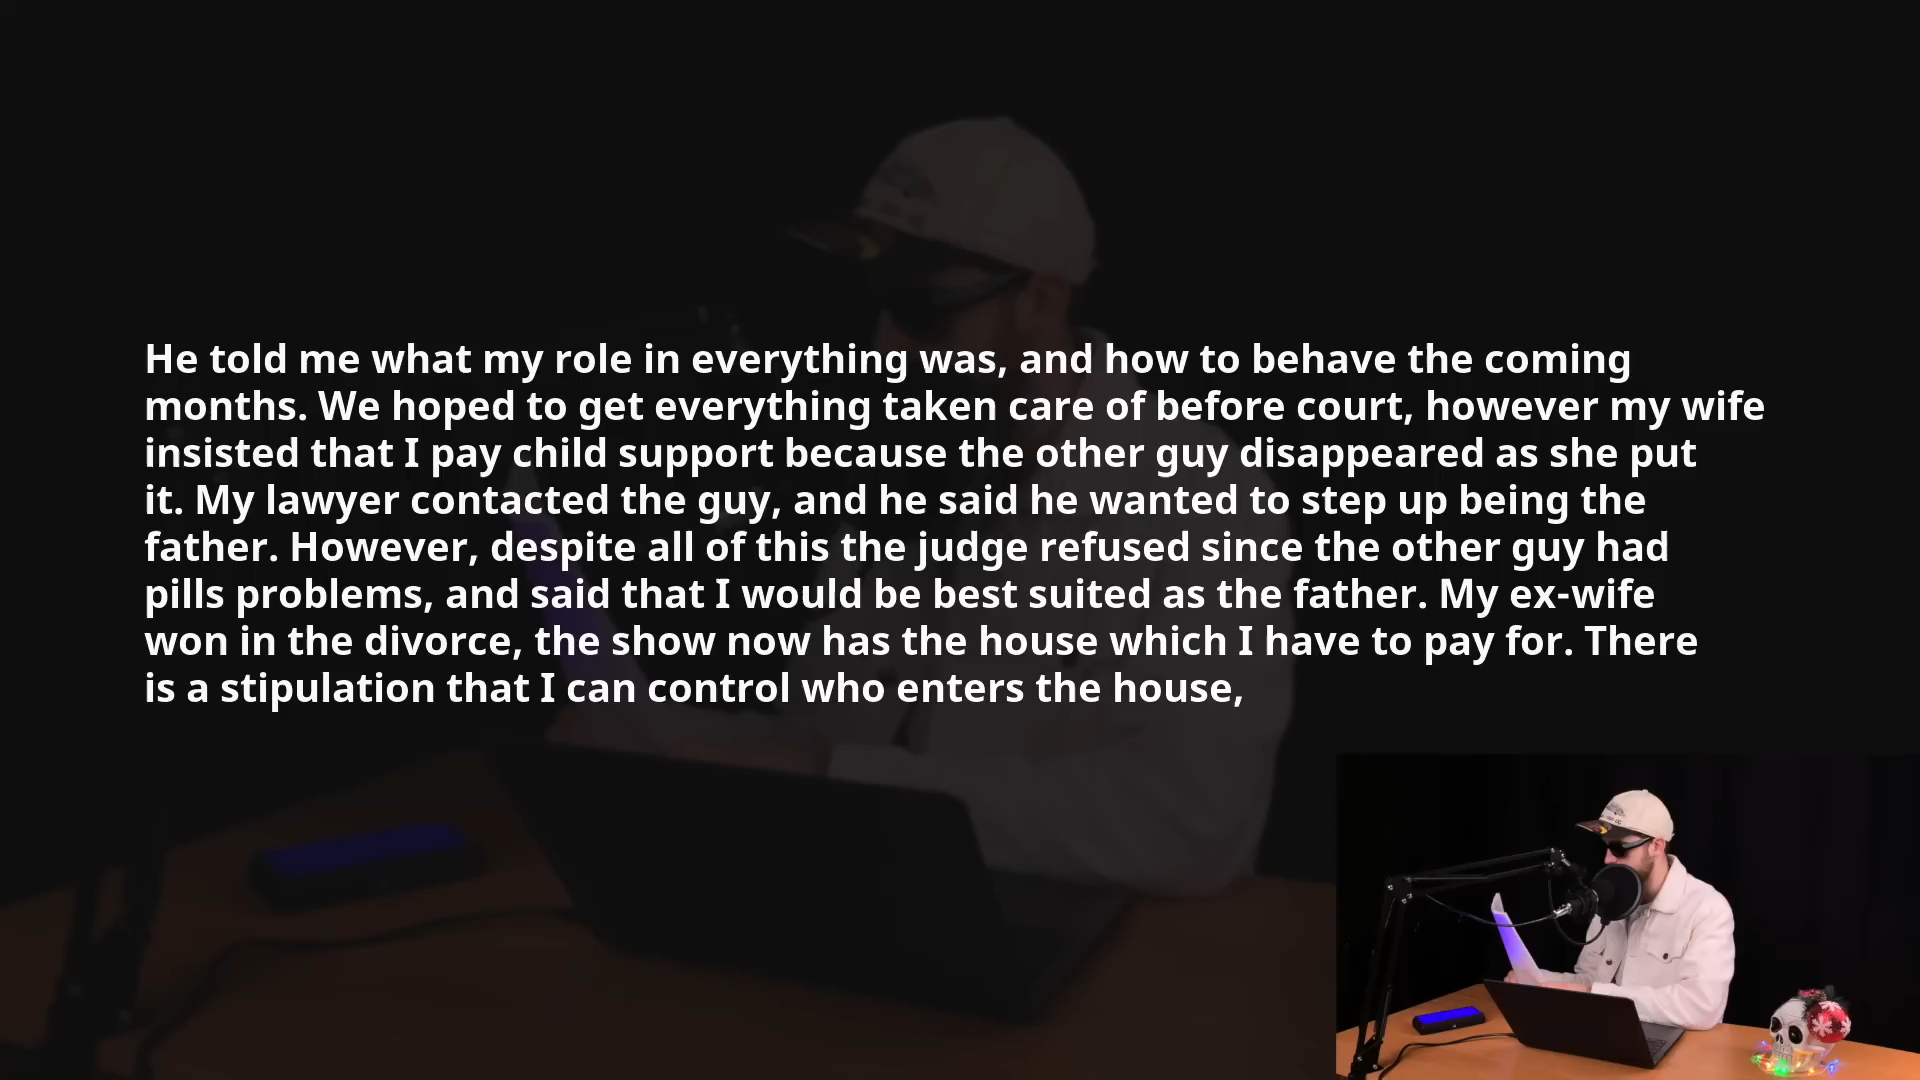 He told me what my role in everything was, and how to behave the coming
months. We hoped to get everything taken care of before court, however my wife
insisted that I pay child support because the other guy disappeared as she put
it. My lawyer contacted the guy, and he said he wanted to step up being the
father. However, despite all of this the judge refused since the other guy had
pills problems, and said that I would be best suited as the father. My ex-wife
won in the divorce, the show now has the house which I have to pay for. There
is a stipulation that I can control who enters the house,